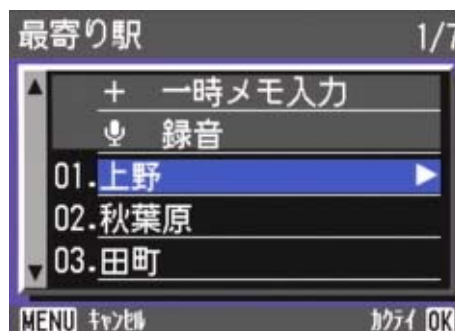 最寄り駅 1/7
+ 一時メモ入力
録音
01.上野
02.秋葉原
03.田町
MENU ｷｬﾝｾﾙ ｶｸﾃｲ OK